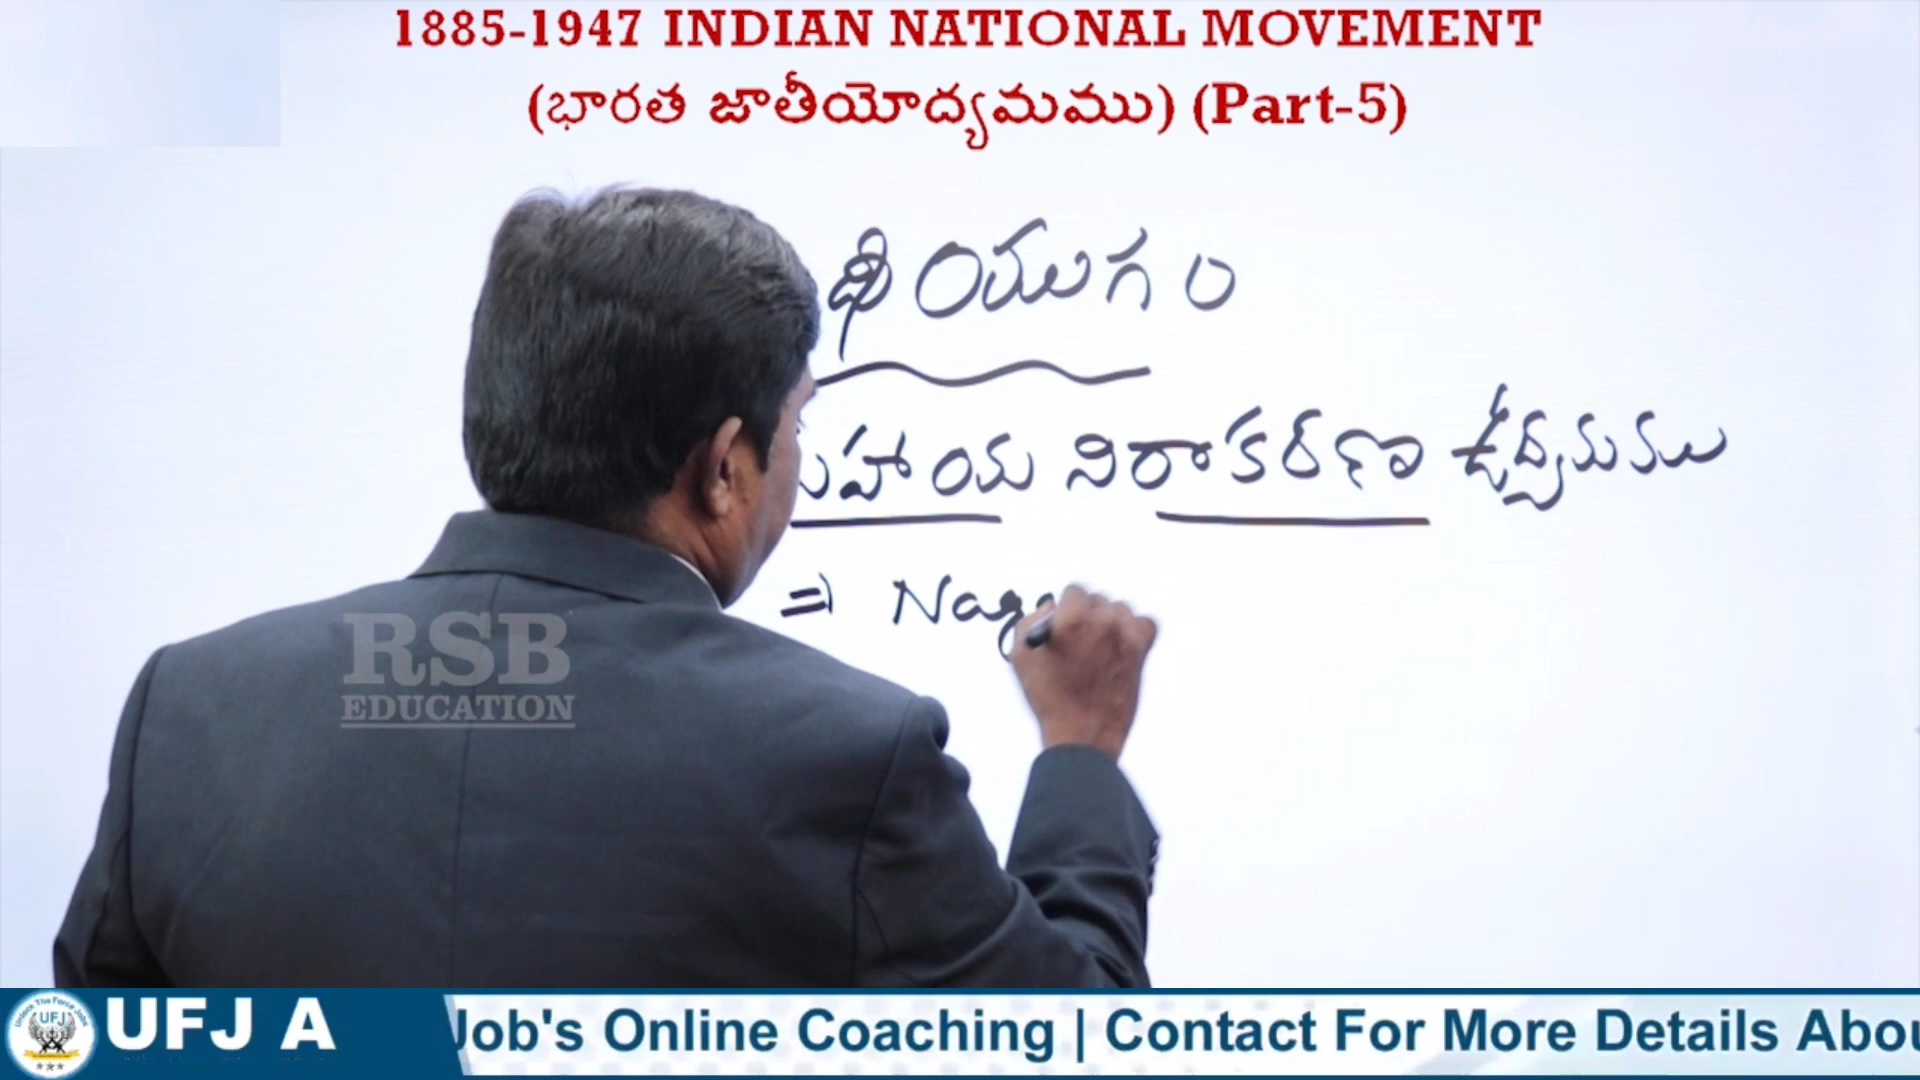 1885-1947 INDIAN NATIONAL MOVEMENT
(భారత జాతీయోద్యమము) (Part-5)
ధీయుగం
హాయ నిరాకరణ ఉద్యమము
⇒ Nag
RSB
EDUCATION
UFJ
UFJ A
Job's Online Coaching | Contact For More Details Abou